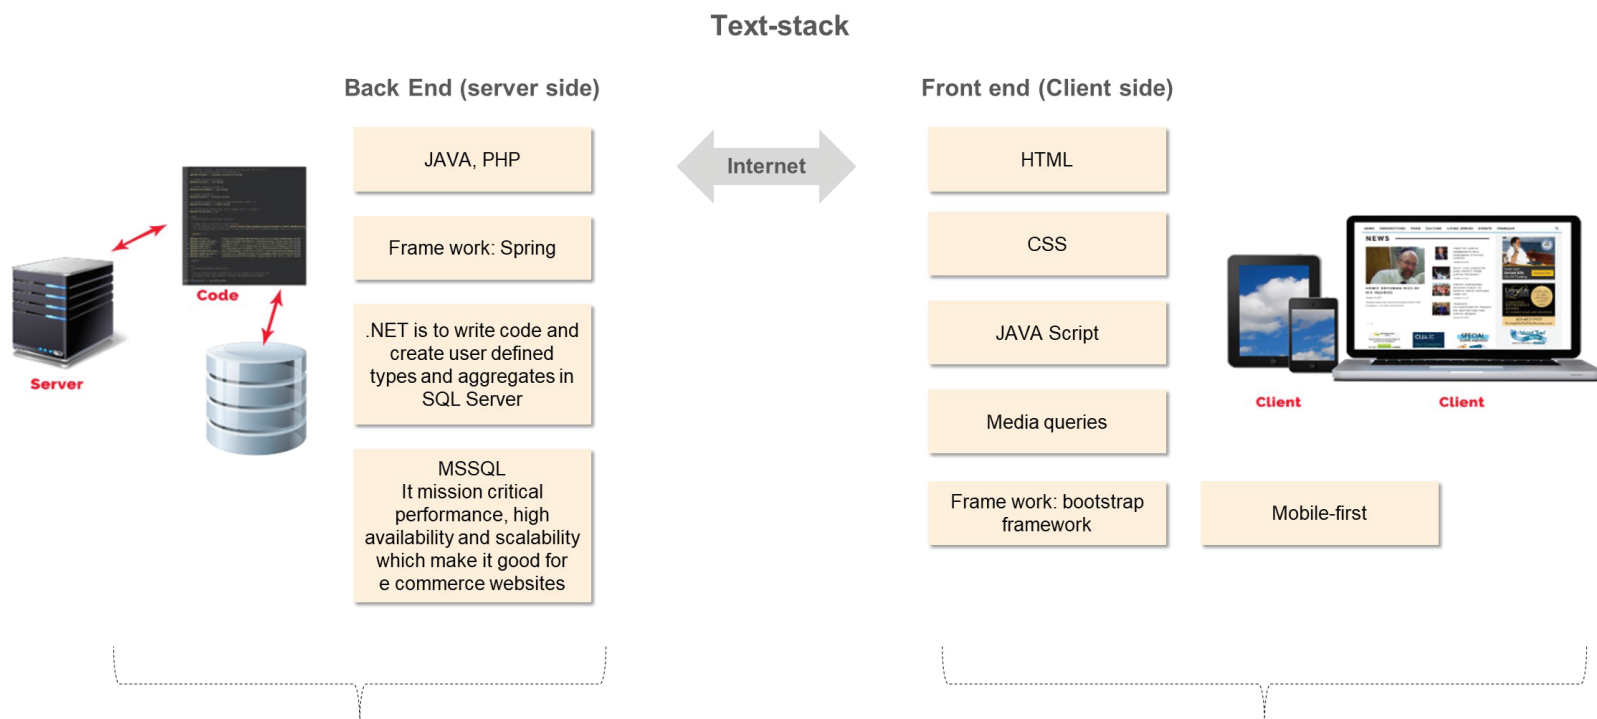 Text-stack
Back End (server side)
Front end (Client side)
JAVA, PHP
Internet
HTML
Frame work: Spring
CSS
.NET is to write code and
create user defined
types and aggregates in
SQL Server
JAVA Script
Media queries
MSSQL
It mission critical
performance, high
availability and scalability
which make it good for
e commerce websites
Frame work: bootstrap
framework
Mobile-first
Code
Server
Client
Client
NEWS